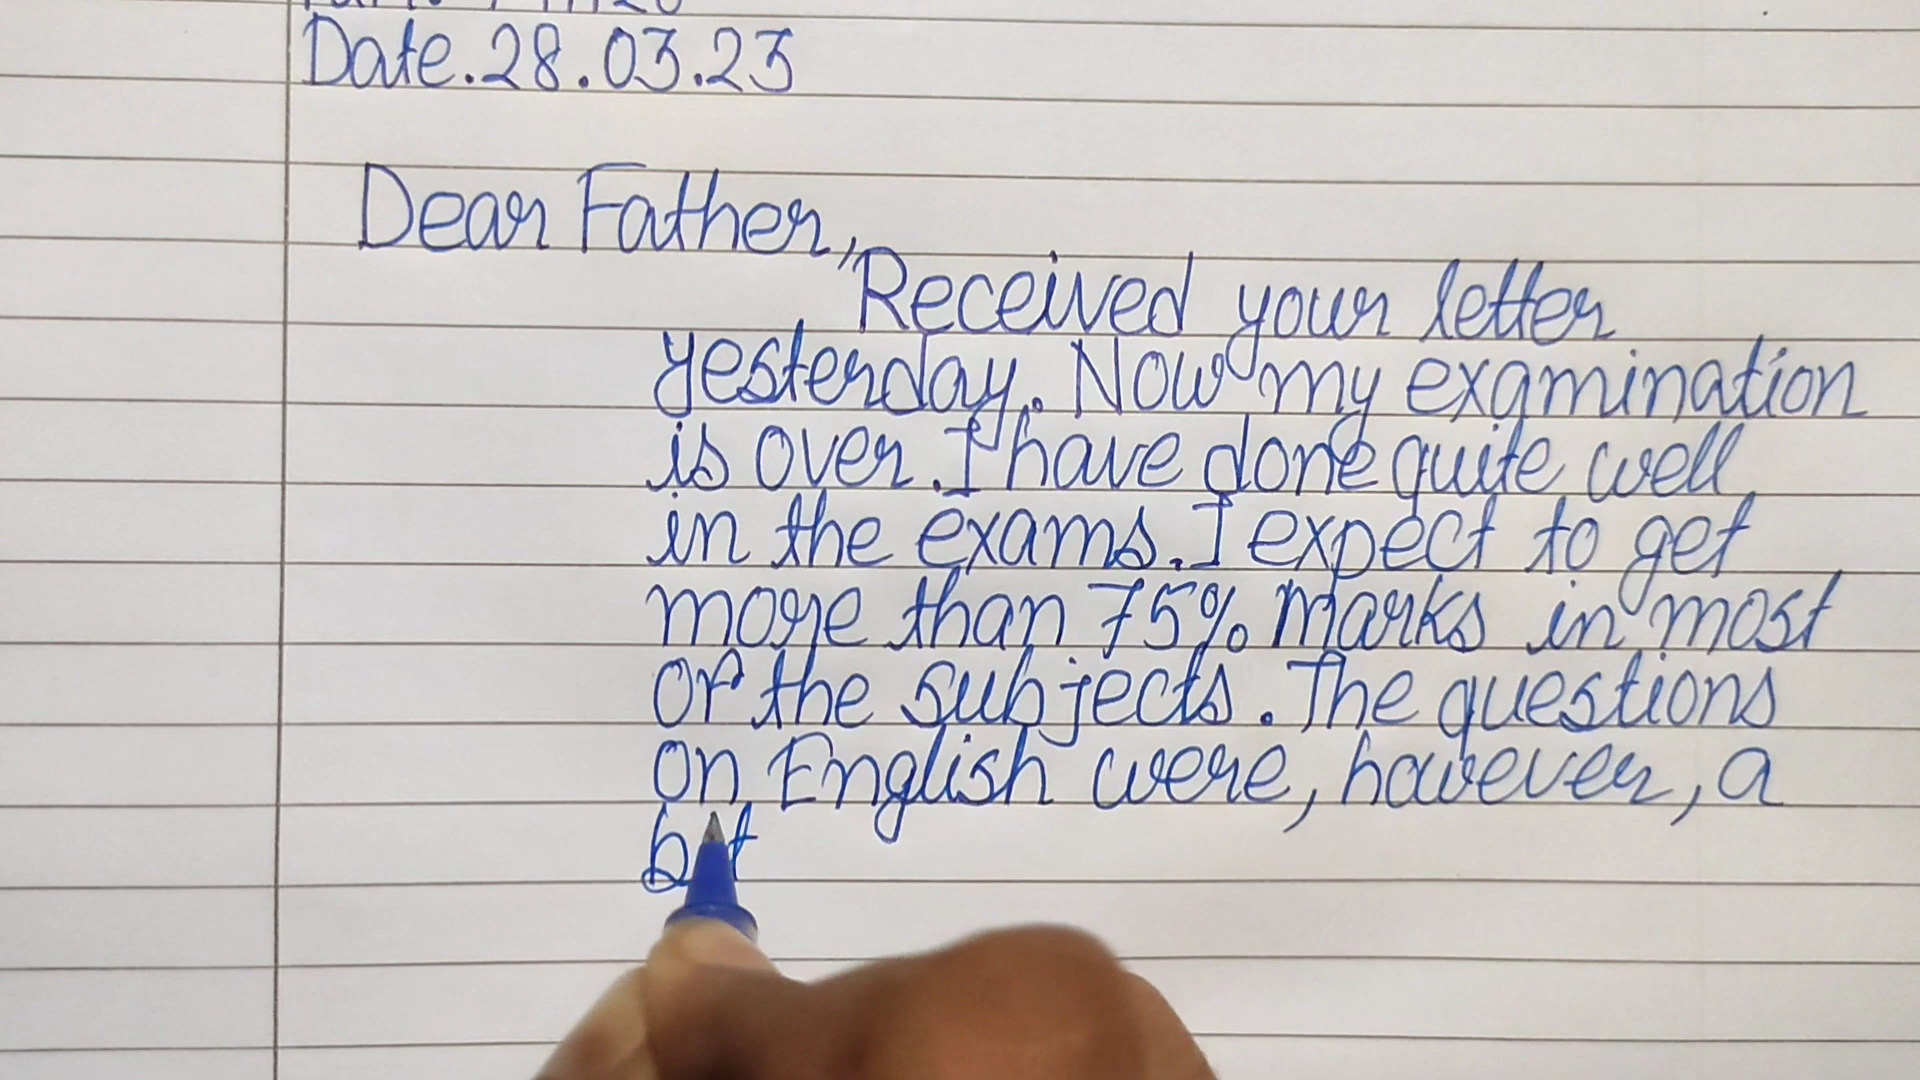 Date.28.03.23
Dear Father,
Received your letter
yesterday. Now my examination
is over. I have done quite well
in the exams. I expect to get
more than 75% marks in most
of the subjects. The questions
on English were, however, a
bit